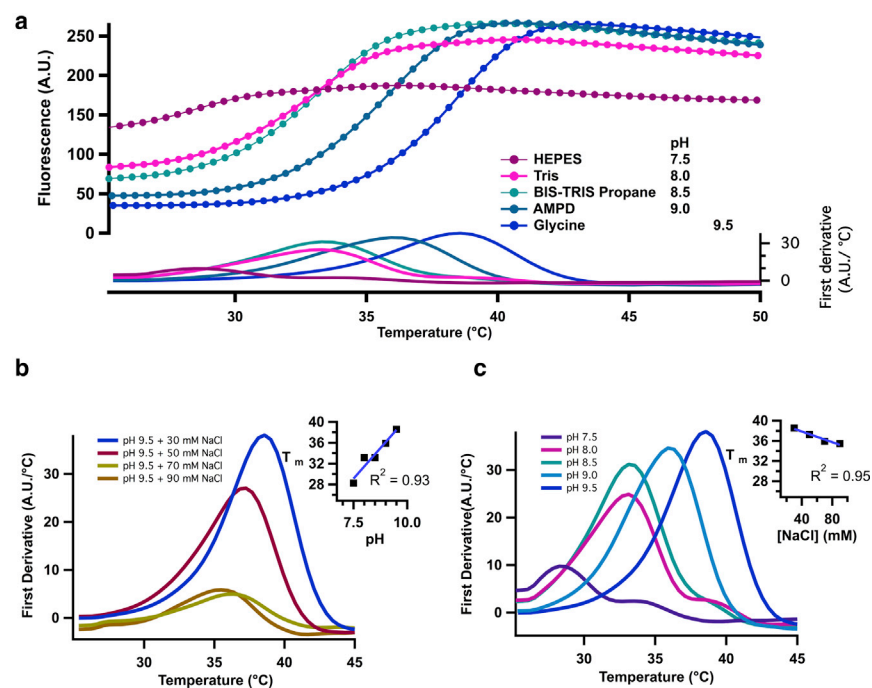 a
250
200
150
100
50
0
Fluorescence (A.U.)
pH
HEPES 7.5
Tris 8.0
BIS-TRIS Propane 8.5
AMPD 9.0
Glycine 9.5
30
0
First derivative
(A.U./ °C)
30 35 40 45 50
Temperature (°C)
b
pH 9.5 + 30 mM NaCl
pH 9.5 + 50 mM NaCl
pH 9.5 + 70 mM NaCl
pH 9.5 + 90 mM NaCl
30
20
10
0
First Derivative (A.U./°C)
30 35 40 45
Temperature (°C)
Tm
40
36
32
28
R2 = 0.93
7.5 10.0
pH
c
pH 7.5
pH 8.0
pH 8.5
pH 9.0
pH 9.5
30
20
10
0
First Derivative(A.U./°C)
30 35 40 45
Temperature (°C)
Tm
40
36
32
28
R2 = 0.95
40 80
[NaCl] (mM)